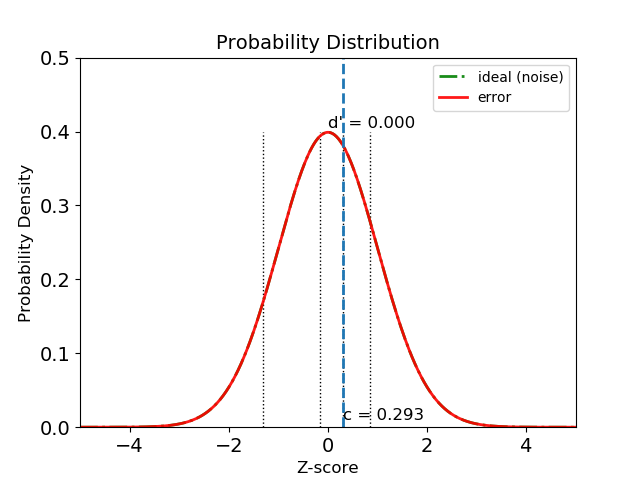 Probability Distribution
ideal (noise)
error
d' = 0.000
c = 0.293
Probability Density
0.5
0.4
0.3
0.2
0.1
0.0
−4
−2
0
2
4
Z-score